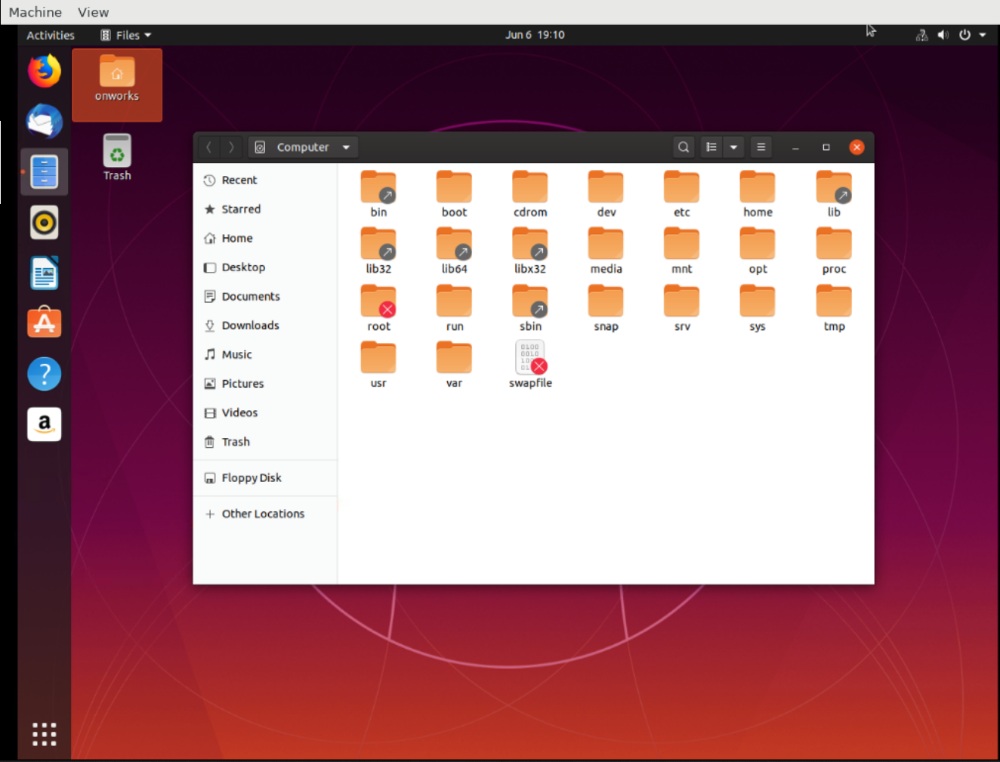 Machine View
Activities Files Jun 6 19:10
onworks
Trash
Computer
Recent
Starred
Home
Desktop
Documents
Downloads
Music
Pictures
Videos
Trash
Floppy Disk
Other Locations
bin boot cdrom dev etc home lib
lib32 lib64 libx32 media mnt opt proc
root run sbin snap srv sys tmp
usr var swapfile